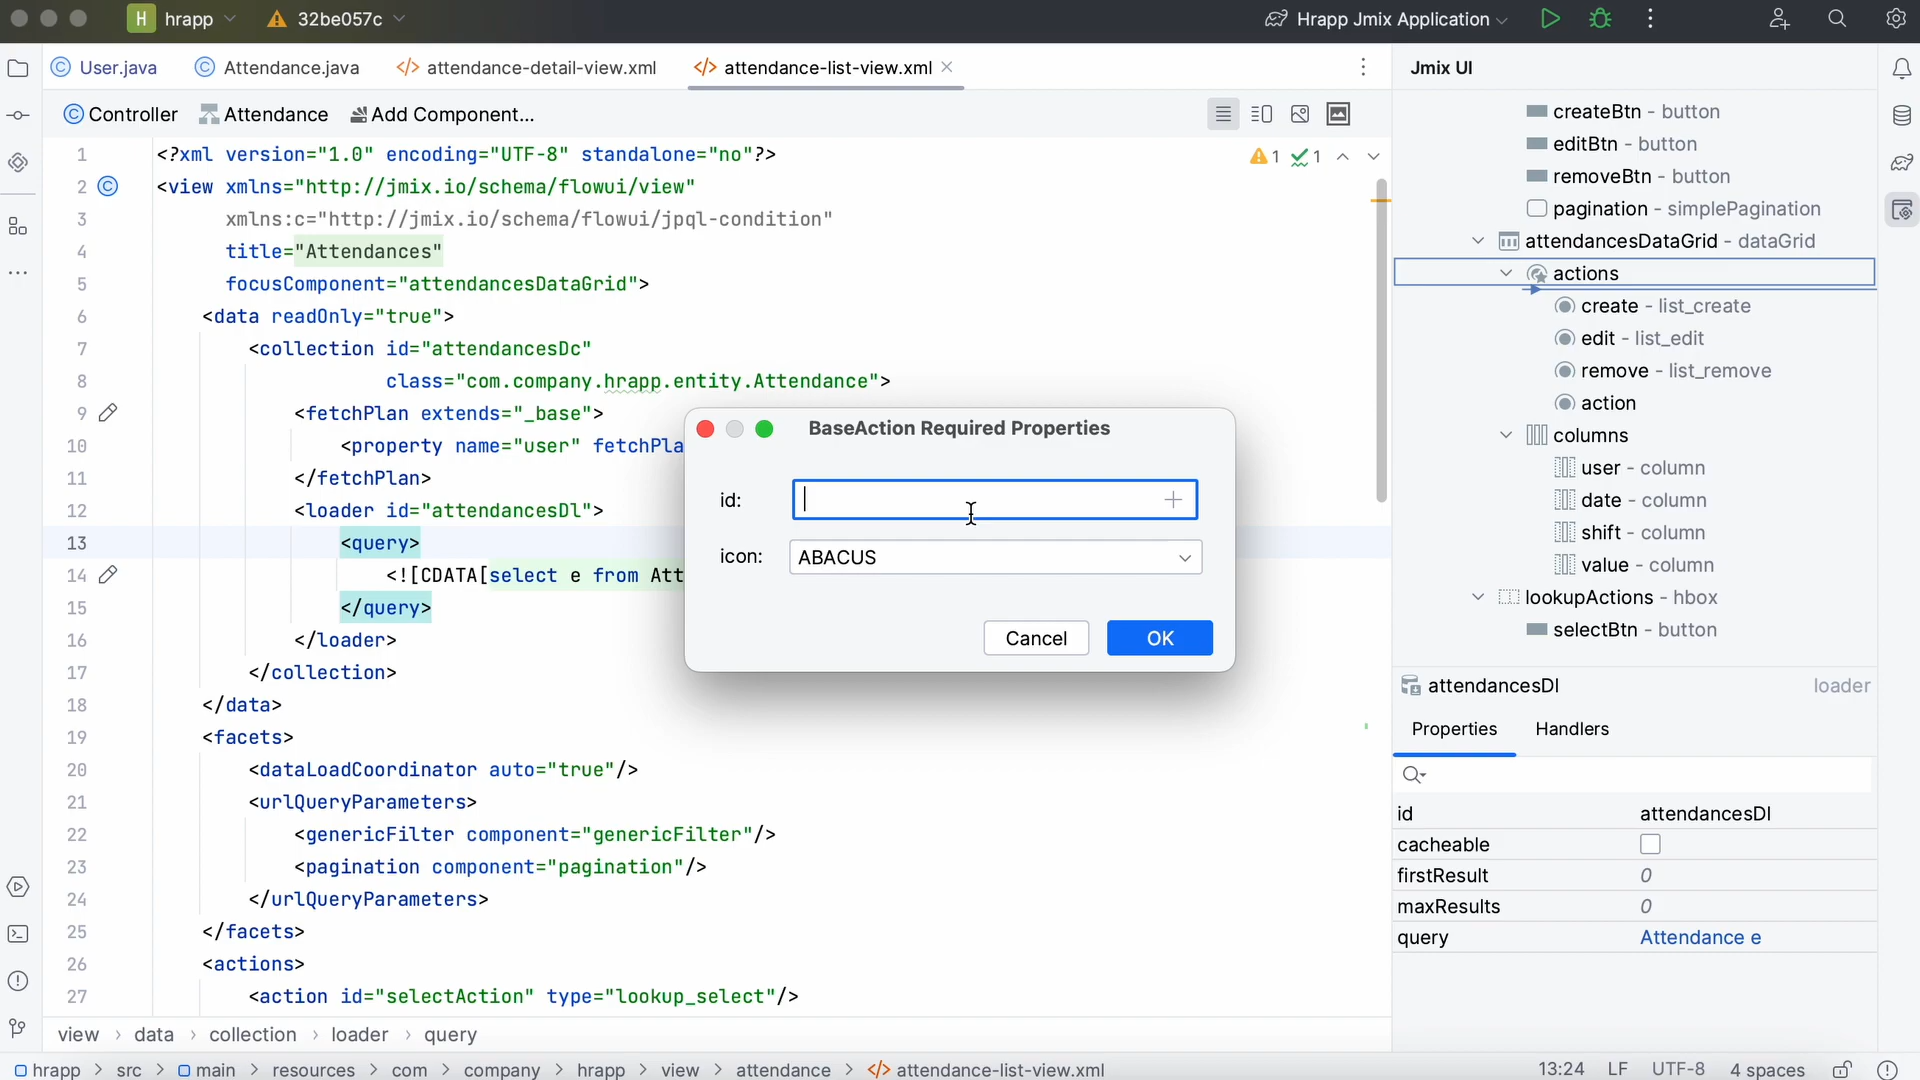 H hrapp 32be057c Hrapp Jmix Application
User.java Attendance.java </> attendance-detail-view.xml </> attendance-list-view.xml
Jmix UI
Controller Attendance Add Component...
1 <?xml version="1.0" encoding="UTF-8" standalone="no"?>
1 1
2 <view xmlns="http://jmix.io/schema/flowui/view"
3 xmlns:c="http://jmix.io/schema/flowui/jpql-condition"
4 title="Attendances"
5 focusComponent="attendancesDataGrid">
6 <data readOnly="true">
7 <collection id="attendancesDc"
8 class="com.company.hrapp.entity.Attendance">
9 <fetchPlan extends="_base">
10 <property name="user" fetchPla
11 </fetchPlan>
12 <loader id="attendancesDl">
13 <query>
14 <![CDATA[select e from Att
15 </query>
16 </loader>
17 </collection>
18 </data>
19 <facets>
20 <dataLoadCoordinator auto="true"/>
21 <urlQueryParameters>
22 <genericFilter component="genericFilter"/>
23 <pagination component="pagination"/>
24 </urlQueryParameters>
25 </facets>
26 <actions>
27 <action id="selectAction" type="lookup_select"/>
BaseAction Required Properties
id:
icon: ABACUS
Cancel OK
createBtn - button
editBtn - button
removeBtn - button
pagination - simplePagination
attendancesDataGrid - dataGrid
actions
create - list_create
edit - list_edit
remove - list_remove
action
columns
user - column
date - column
shift - column
value - column
lookupActions - hbox
selectBtn - button
attendancesDl loader
Properties Handlers
id attendancesDl
cacheable
firstResult 0
maxResults 0
query Attendance e
view › data › collection › loader › query
hrapp > src > main > resources > com > company > hrapp > view > attendance > </> attendance-list-view.xml
13:24 LF UTF-8 4 spaces